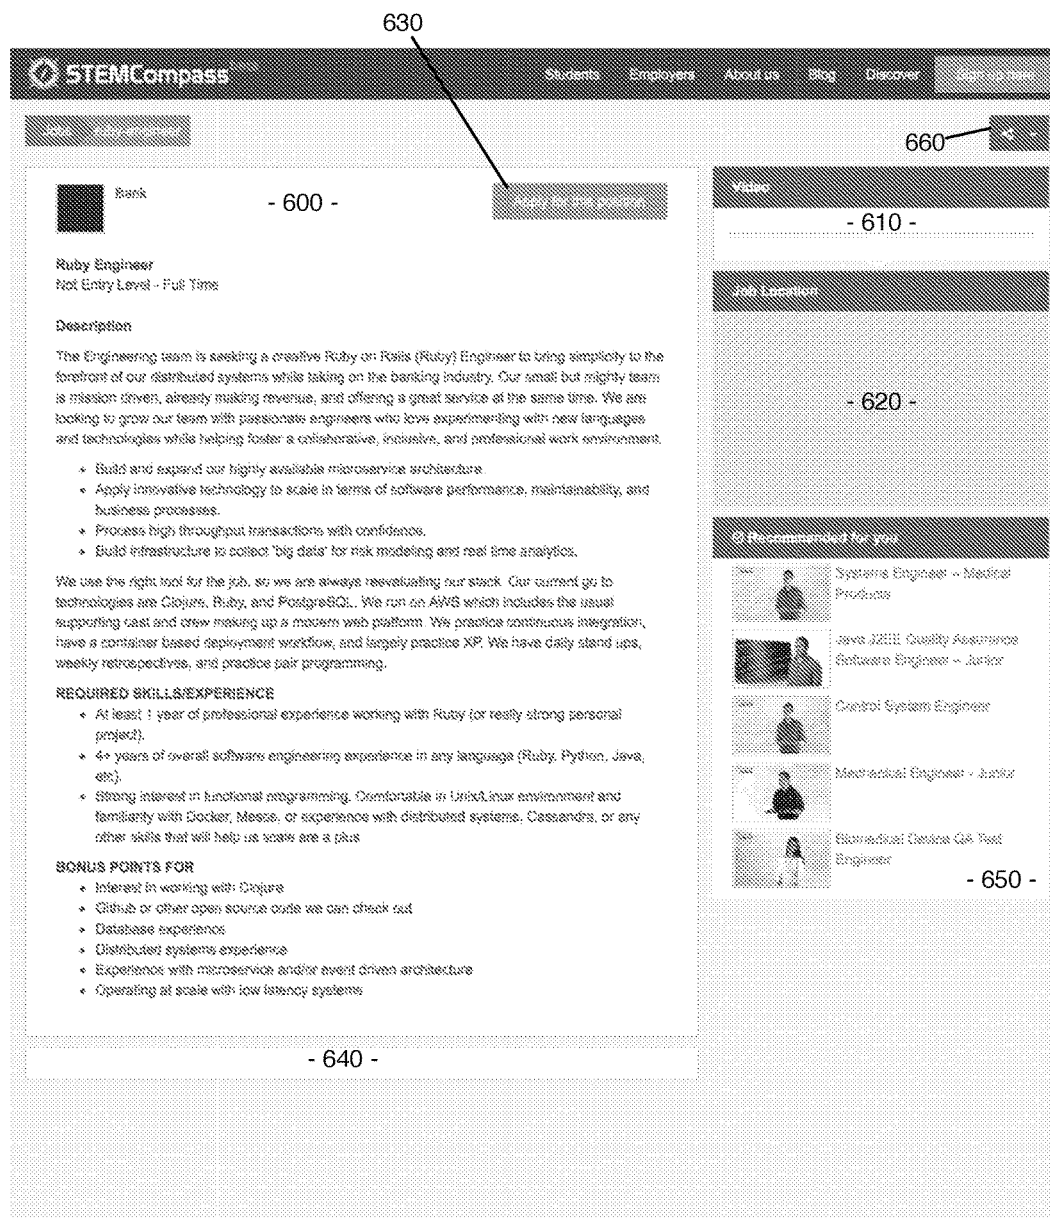 630
STEMCompass
Students Employers About us Blog Discover Sign up here
Jobs Ruby engineer
660
Bank
- 600 -
Apply for this position
Video
- 610 -
Ruby Engineer
Not Entry Level - Full Time
Job Location
- 620 -
Description
The Engineering team is seeking a creative Ruby on Rails (Ruby) Engineer to bring simplicity to the
forefront of our distributed systems while taking on the banking industry. Our small but mighty team
is mission driven, already making revenue, and offering a great service at the same time. We are
looking to grow our team with passionate engineers who love experimenting with new languages
and technologies while helping foster a collaborative, inclusive, and professional work environment.
• Build and expand our highly available microservice architecture
• Apply innovative technology to scale in terms of software performance, maintainability, and
business processes.
• Process high throughput transactions with confidence.
• Build infrastructure to collect 'big data' for risk modeling and real time analytics.
We use the right tool for the job, so we are always reevaluating our stack. Our current go to
technologies are Clojure, Ruby, and PostgreSQL. We run on AWS which includes the usual
supporting cast and crew making up a modern web platform. We practice continuous integration,
have a container based deployment workflow, and largely practice XP. We have daily stand ups,
weekly retrospectives, and practice pair programming.
REQUIRED SKILLS/EXPERIENCE
• At least 1 year of professional experience working with Ruby (or really strong personal
project).
• 4+ years of overall software engineering experience in any language (Ruby, Python, Java,
etc).
• Strong interest in functional programming. Comfortable in Unix/Linux environment and
familiarity with Docker, Mesos, or experience with distributed systems, Cassandra, or any
other skills that will help us scale are a plus
BONUS POINTS FOR
• Interest in working with Clojure
• Github or other open source code we can check out
• Database experience
• Distributed systems experience
• Experience with microservice and/or event driven architecture
• Operating at scale with low latency systems
Recommended for you
Systems Engineer – Medical
Products
Java J2EE Quality Assurance
Software Engineer – Junior
Control System Engineer
Mechanical Engineer - Junior
Biomedical Device QA Test
Engineer
- 650 -
- 640 -